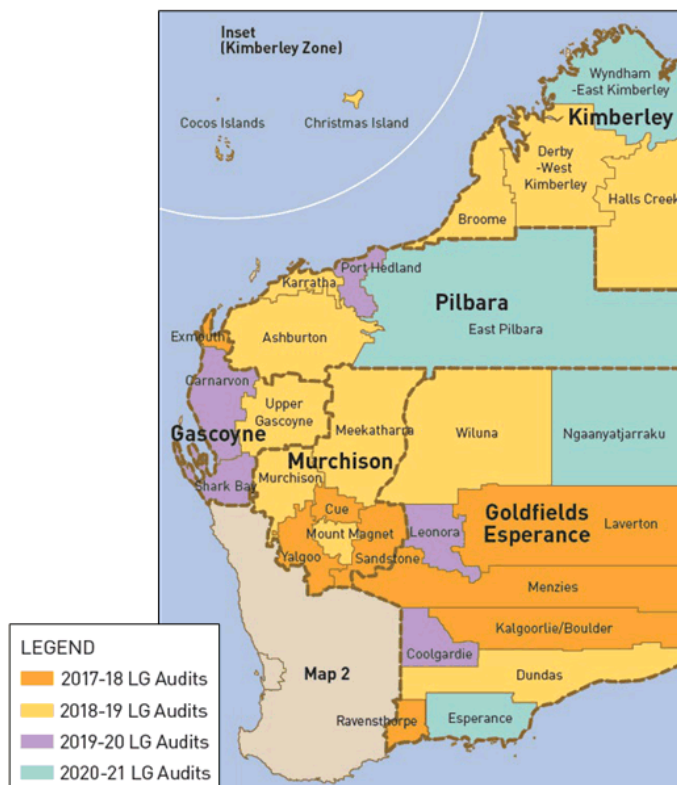 Inset
(Kimberley Zone)
Cocos Islands
Christmas Island
Wyndham
-East Kimberley
Kimberley
Derby
-West
Kimberley
Halls Creek
Broome
Port Hedland
Karratha
Pilbara
East Pilbara
Exmouth
Ashburton
Carnarvon
Upper
Gascoyne
Gascoyne
Meekatharra
Wiluna
Ngaanyatjarraku
Murchison
Murchison
Shark Bay
Cue
Mount Magnet
Yalgoo
Sandstone
Leonora
Goldfields
Esperance
Laverton
Menzies
Kalgoorlie/Boulder
Coolgardie
Map 2
Dundas
Ravensthorpe
Esperance
LEGEND
2017-18 LG Audits
2018-19 LG Audits
2019-20 LG Audits
2020-21 LG Audits